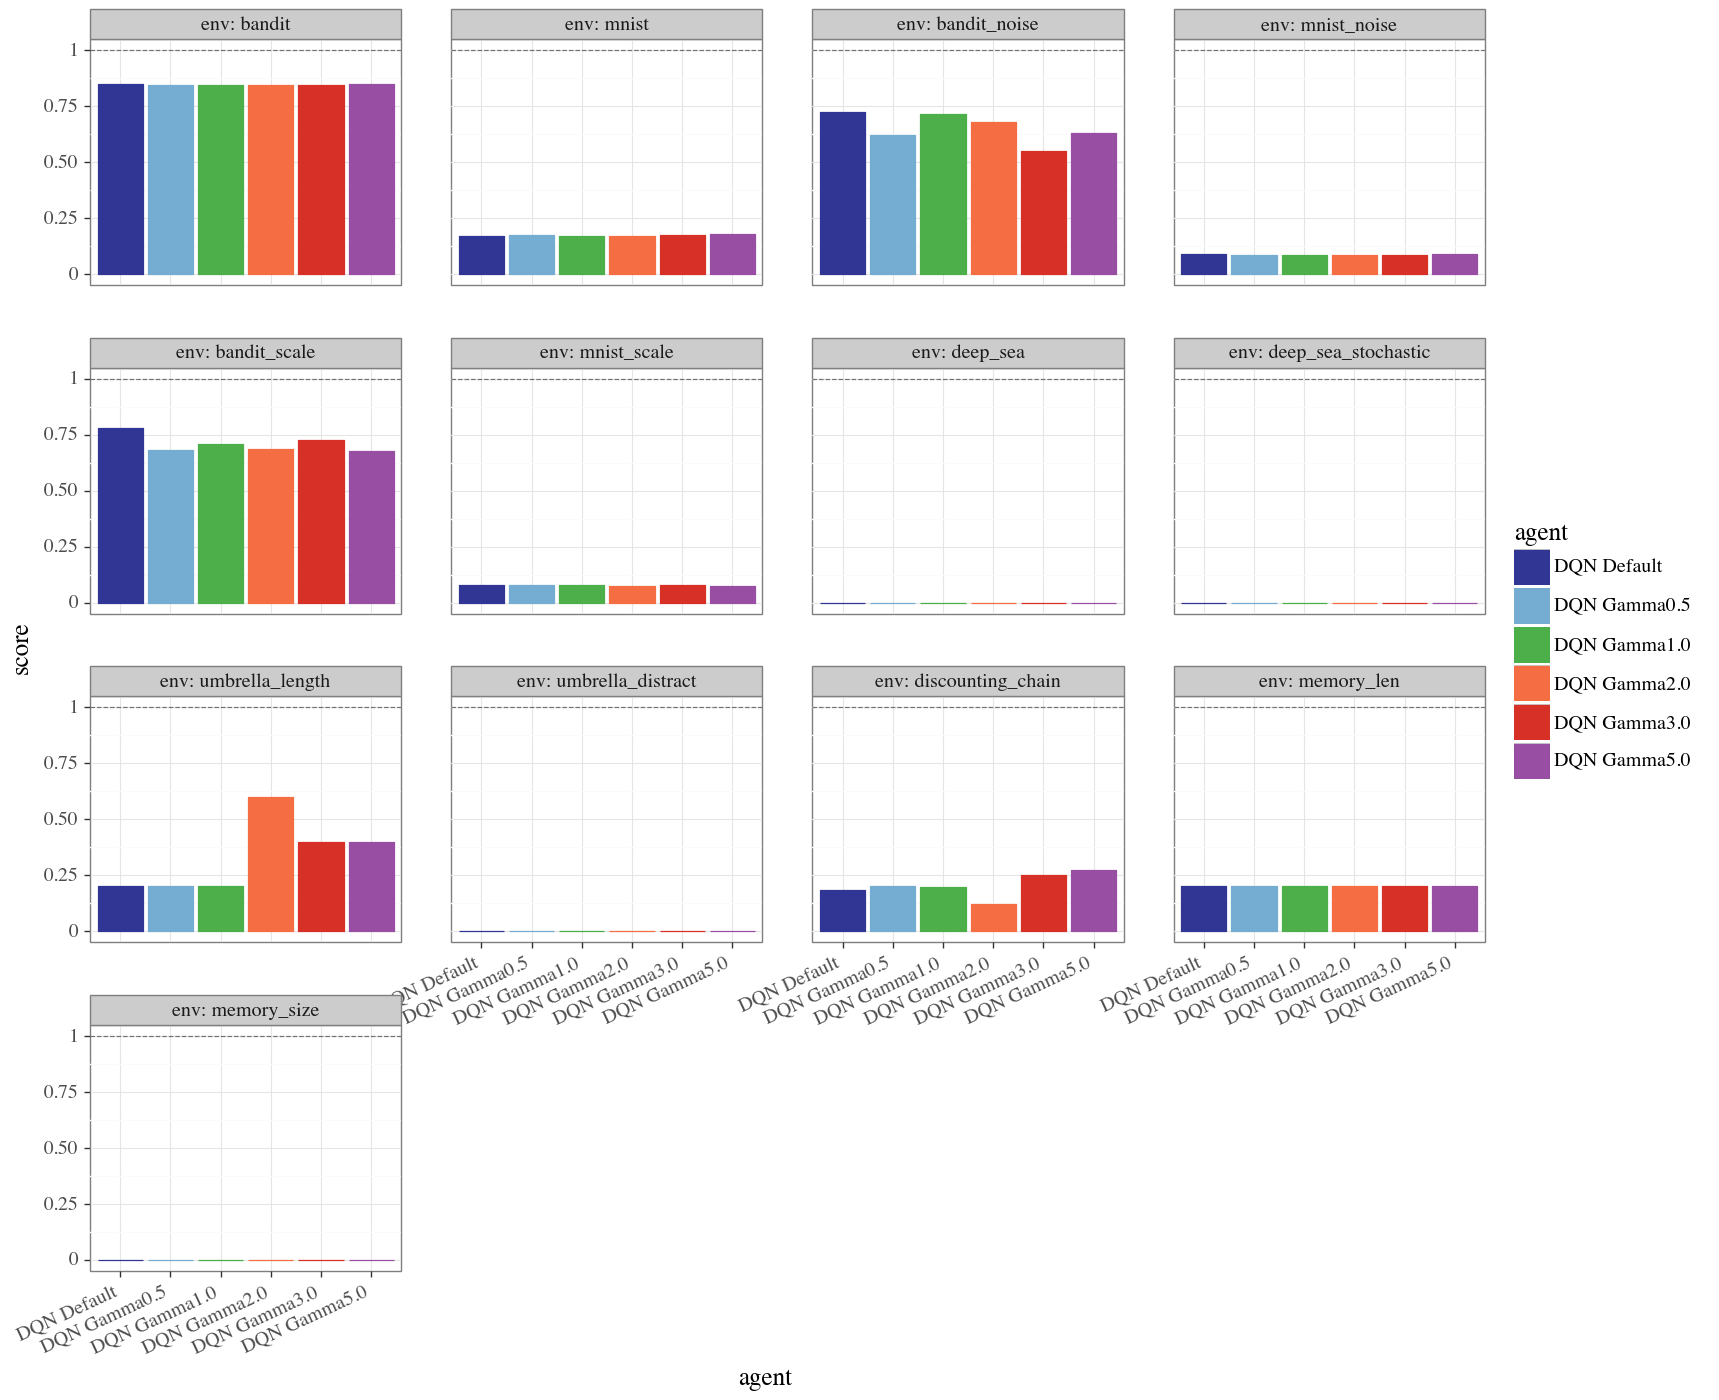 env: bandit
env: mnist
env: bandit_noise
env: mnist_noise
1
0.75
0.50
0.25
0
env: bandit_scale
env: mnist_scale
env: deep_sea
env: deep_sea_stochastic
1
0.75
0.50
0.25
0
score
agent
DQN Default
DQN Gamma0.5
DQN Gamma1.0
DQN Gamma2.0
DQN Gamma3.0
DQN Gamma5.0
env: umbrella_length
env: umbrella_distract
env: discounting_chain
env: memory_len
1
0.75
0.50
0.25
0
QN Default
DQN Gamma0.5
DQN Gamma1.0
DQN Gamma2.0
DQN Gamma3.0
DQN Gamma5.0
DQN Default
DQN Gamma0.5
DQN Gamma1.0
DQN Gamma2.0
DQN Gamma3.0
DQN Gamma5.0
DQN Default
DQN Gamma0.5
DQN Gamma1.0
DQN Gamma2.0
DQN Gamma3.0
DQN Gamma5.0
env: memory_size
1
0.75
0.50
0.25
0
DQN Default
DQN Gamma0.5
DQN Gamma1.0
DQN Gamma2.0
DQN Gamma3.0
DQN Gamma5.0
agent